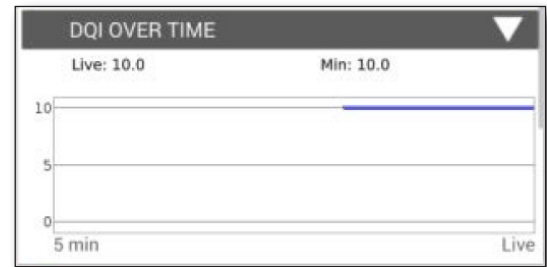 DQI OVER TIME
Live: 10.0 Min: 10.0
10
5
0
5 min Live